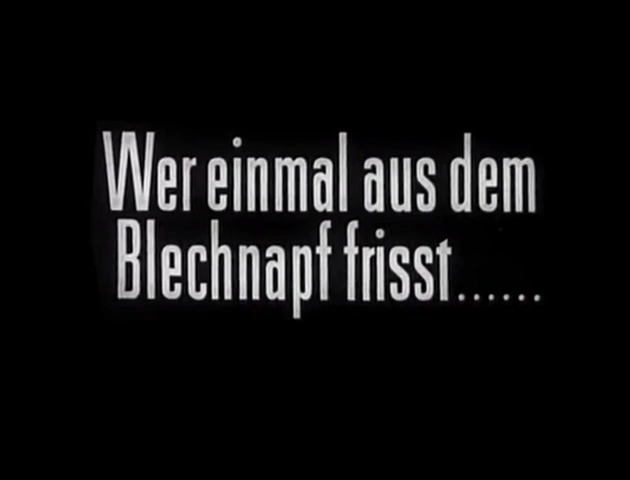 Wer einmal aus dem
Blechnapf frisst......